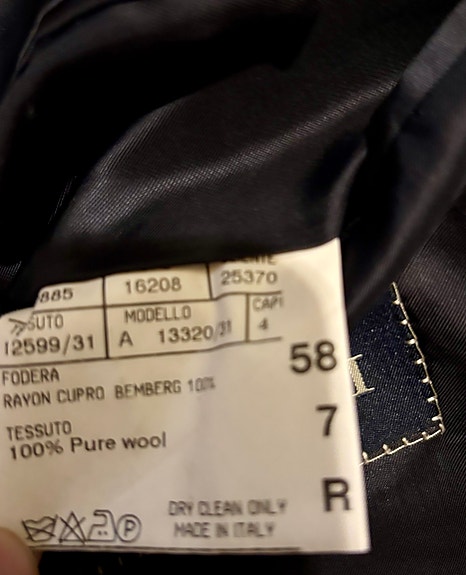 885 16208 25370
MODELLO CAPI
12599/31 A 13320/31 4
58
FODERA
RAYON CUPRO BEMBERG 100%
7
TESSUTO
100% Pure wool
R
DRY CLEAN ONLY
P MADE IN ITALY